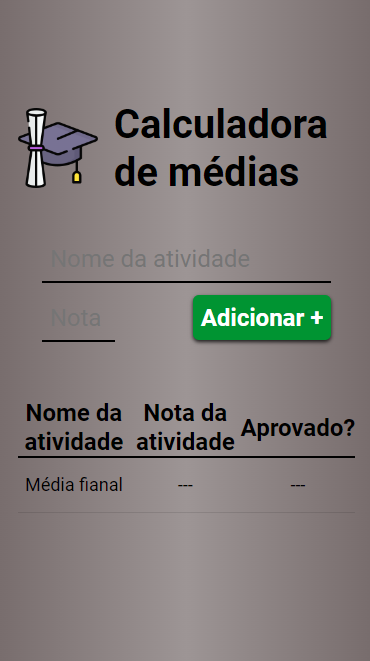 Calculadora
de médias
Nome da atividade
Nota
Adicionar +
Nome da
atividade
Nota da
atividade
Aprovado?
Média fianal
---
---